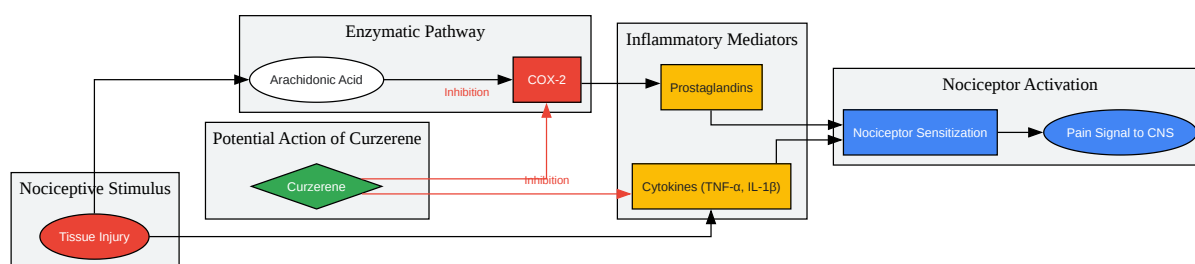 Enzymatic Pathway
Arachidonic Acid
COX-2
Inhibition
Potential Action of Curzerene
Curzerene
Inhibition
Nociceptive Stimulus
Tissue Injury
Inflammatory Mediators
Prostaglandins
Cytokines (TNF-α, IL-1β)
Nociceptor Activation
Nociceptor Sensitization
Pain Signal to CNS